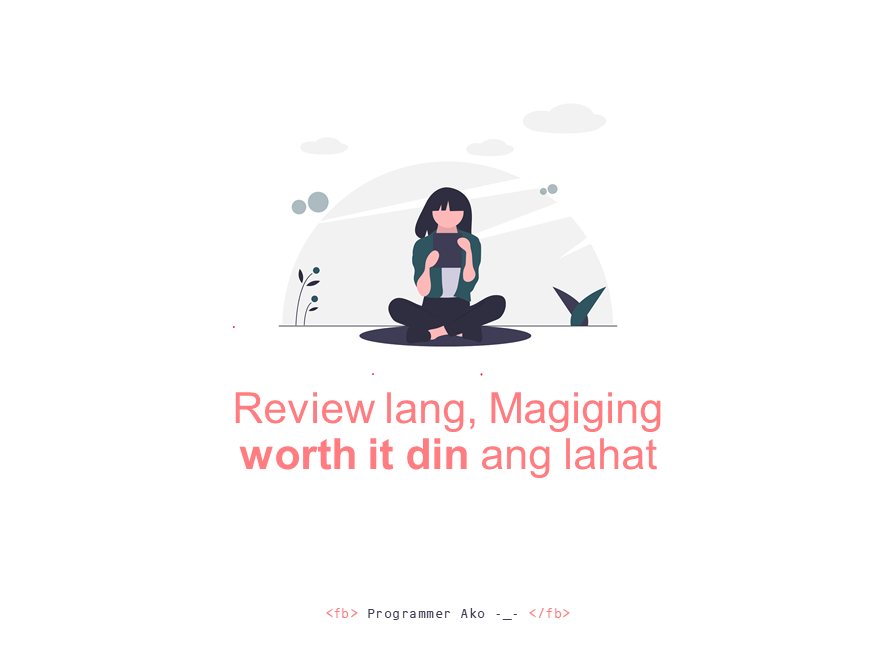 Review lang, Magiging
worth it din ang lahat
<fb> Programmer Ako -_- </fb>